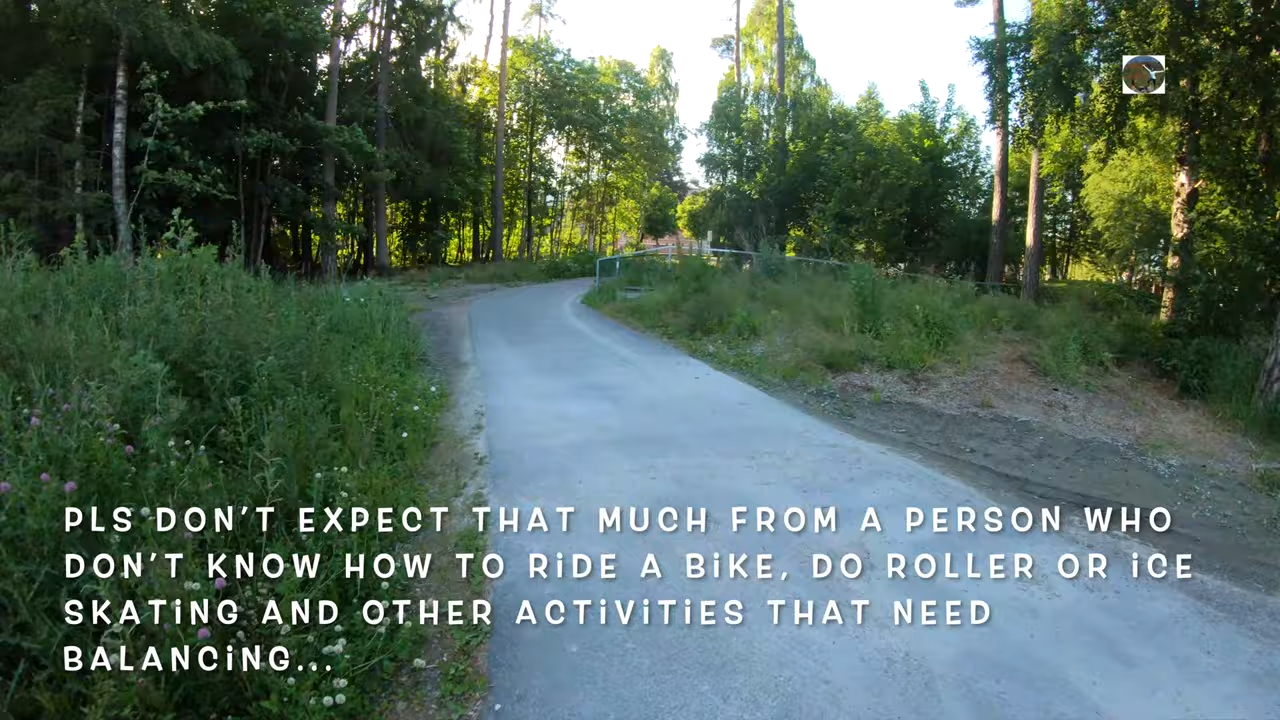 PLS DON'T EXPECT THAT MUCH FROM A PERSON WHO
DON'T KNOW HOW TO RiDE A BiKE, DO ROLLER OR iCE
SKATiNG AND OTHER ACTiViTiES THAT NEED
BALANCiNG...